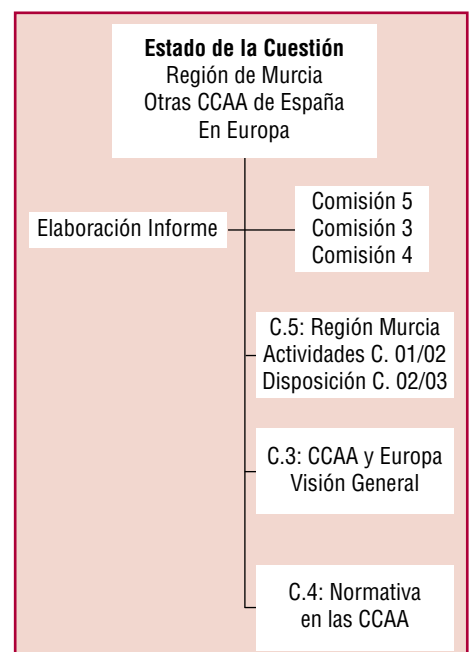 Estado de la Cuestión
Región de Murcia
Otras CCAA de España
En Europa
Elaboración Informe
Comisión 5
Comisión 3
Comisión 4
C.5: Región Murcia
Actividades C. 01/02
Disposición C. 02/03
C.3: CCAA y Europa
Visión General
C.4: Normativa
en las CCAA